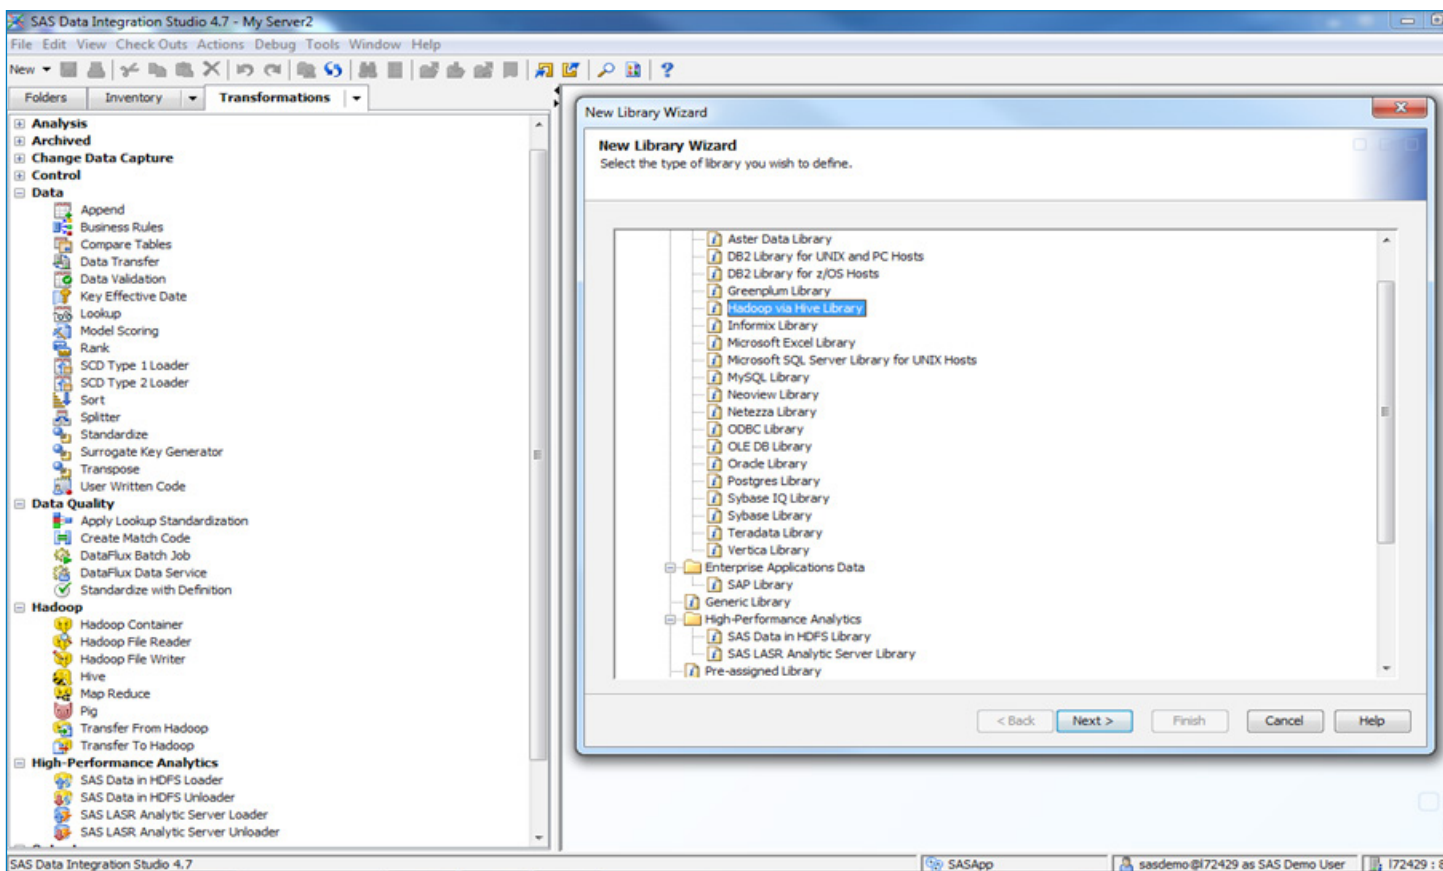 SAS Data Integration Studio 4.7 - My Server2
File Edit View Check Outs Actions Debug Tools Window Help
New
Folders Inventory Transformations
Analysis
Archived
Change Data Capture
Control
Data
Append
Business Rules
Compare Tables
Data Transfer
Data Validation
Key Effective Date
Lookup
Model Scoring
Rank
SCD Type 1 Loader
SCD Type 2 Loader
Sort
Splitter
Standardize
Surrogate Key Generator
Transpose
User Written Code
Data Quality
Apply Lookup Standardization
Create Match Code
DataFlux Batch Job
DataFlux Data Service
Standardize with Definition
Hadoop
Hadoop Container
Hadoop File Reader
Hadoop File Writer
Hive
Map Reduce
Pig
Transfer From Hadoop
Transfer To Hadoop
High-Performance Analytics
SAS Data in HDFS Loader
SAS Data in HDFS Unloader
SAS LASR Analytic Server Loader
SAS LASR Analytic Server Unloader
New Library Wizard
New Library Wizard
Select the type of library you wish to define.
Aster Data Library
DB2 Library for UNIX and PC Hosts
DB2 Library for z/OS Hosts
Greenplum Library
Hadoop via Hive Library
Informix Library
Microsoft Excel Library
Microsoft SQL Server Library for UNIX Hosts
MySQL Library
Neoview Library
Netezza Library
ODBC Library
OLE DB Library
Oracle Library
Postgres Library
Sybase IQ Library
Sybase Library
Teradata Library
Vertica Library
Enterprise Applications Data
SAP Library
Generic Library
High-Performance Analytics
SAS Data in HDFS Library
SAS LASR Analytic Server Library
Pre-assigned Library
< Back Next > Finish Cancel Help
SAS Data Integration Studio 4.7 SASApp sasdemo@l72429 as SAS Demo User l72429 : 8